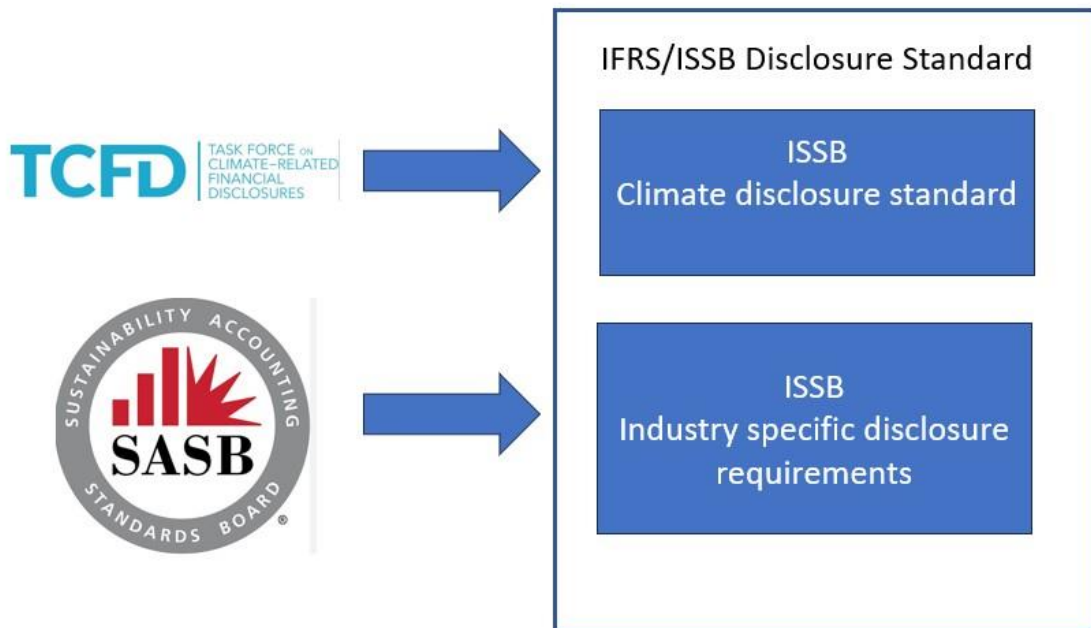 IFRS/ISSB Disclosure Standard
TCFD
TASK FORCE ON
CLIMATE-RELATED
FINANCIAL
DISCLOSURES
ISSB
Climate disclosure standard
SUSTAINABILITY ACCOUNTING
SASB
STANDARDS BOARD
®
ISSB
Industry specific disclosure
requirements